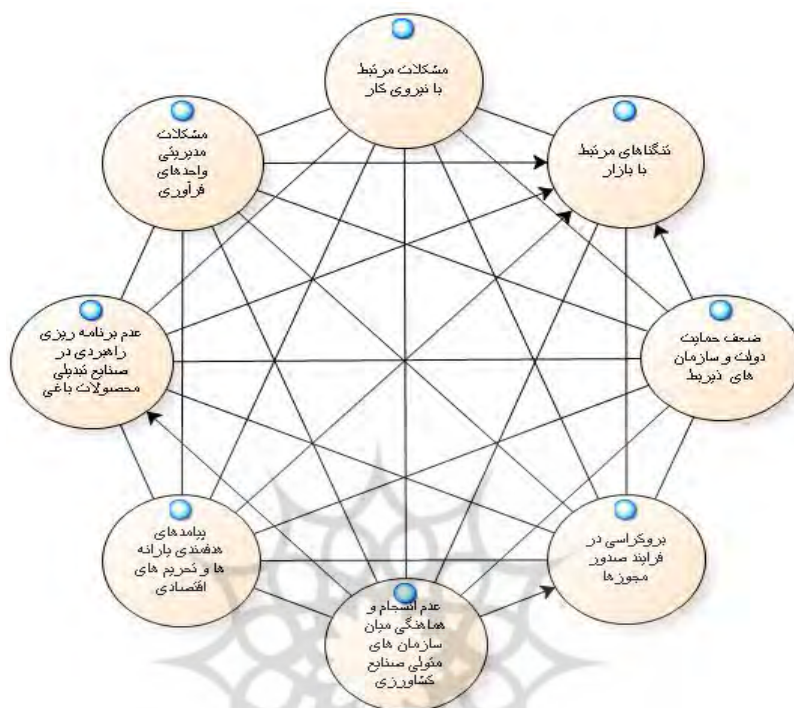 مشکلات مرتبط
با نیروی کار
تنگناهای مرتبط
با بازار
مشکلات
مدیریتی
واحدهای
فرآوری
عدم برنامه ریزی
راهبردی در
صنایع تبدیلی
محصولات باغی
ضعف حمایت
دولت و سازمان
های ذیربط
پیامدهای
هدفمندی یارانه
ها و تحریم های
اقتصادی
بروکراسی در
فرایند صدور
مجوزها
عدم انسجام و
هماهنگی میان
سازمان های
متولی صنایع
کشاورزی